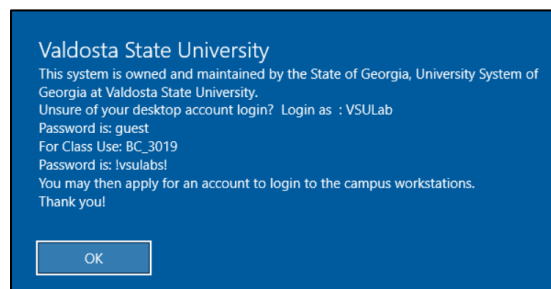 Valdosta State University
This system is owned and maintained by the State of Georgia, University System of
Georgia at Valdosta State University.
Unsure of your desktop account login?  Login as  : VSULab
Password is: guest
For Class Use: BC_3019
Password is: !vsulabs!
You may then apply for an account to login to the campus workstations.
Thank you!
OK